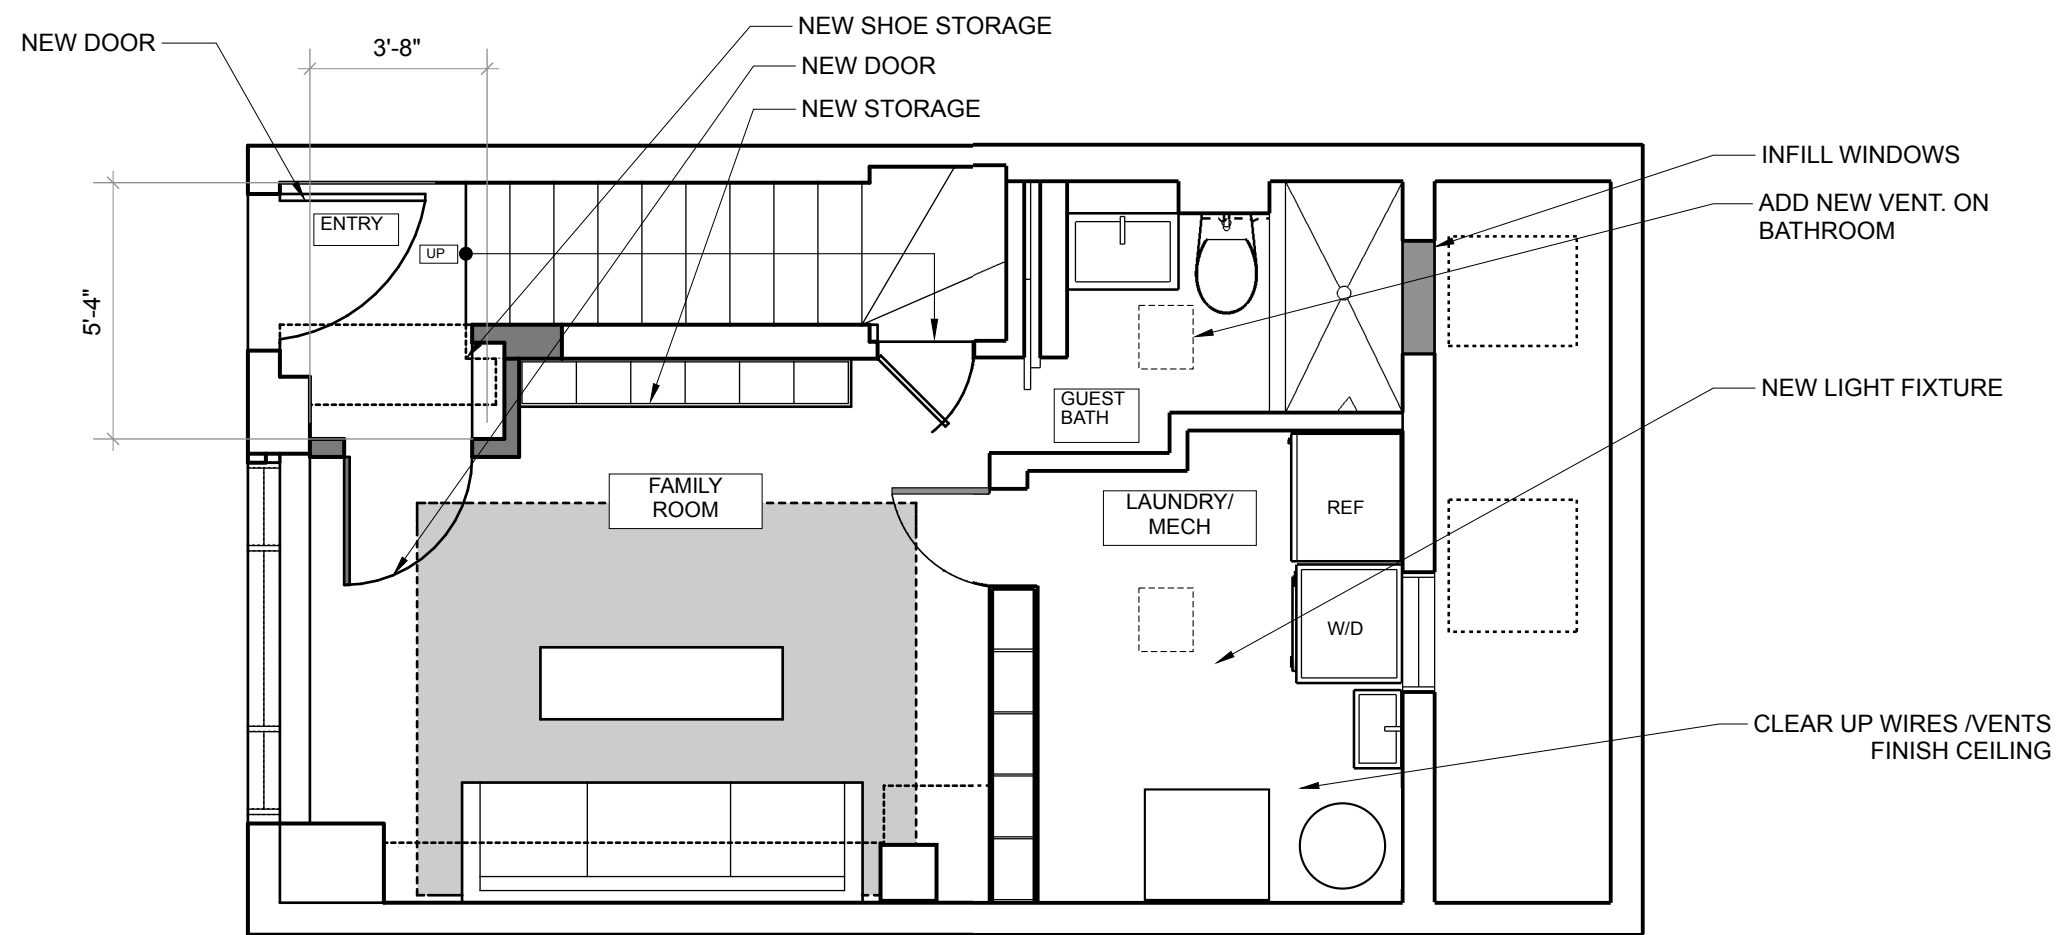 NEW SHOE STORAGE
NEW DOOR
3'-8"
NEW DOOR
NEW STORAGE
INFILL WINDOWS
ADD NEW VENT. ON
BATHROOM
ENTRY
UP
5'-4"
NEW LIGHT FIXTURE
GUEST
BATH
FAMILY
ROOM
LAUNDRY/
MECH
REF
W/D
CLEAR UP WIRES /VENTS
FINISH CEILING